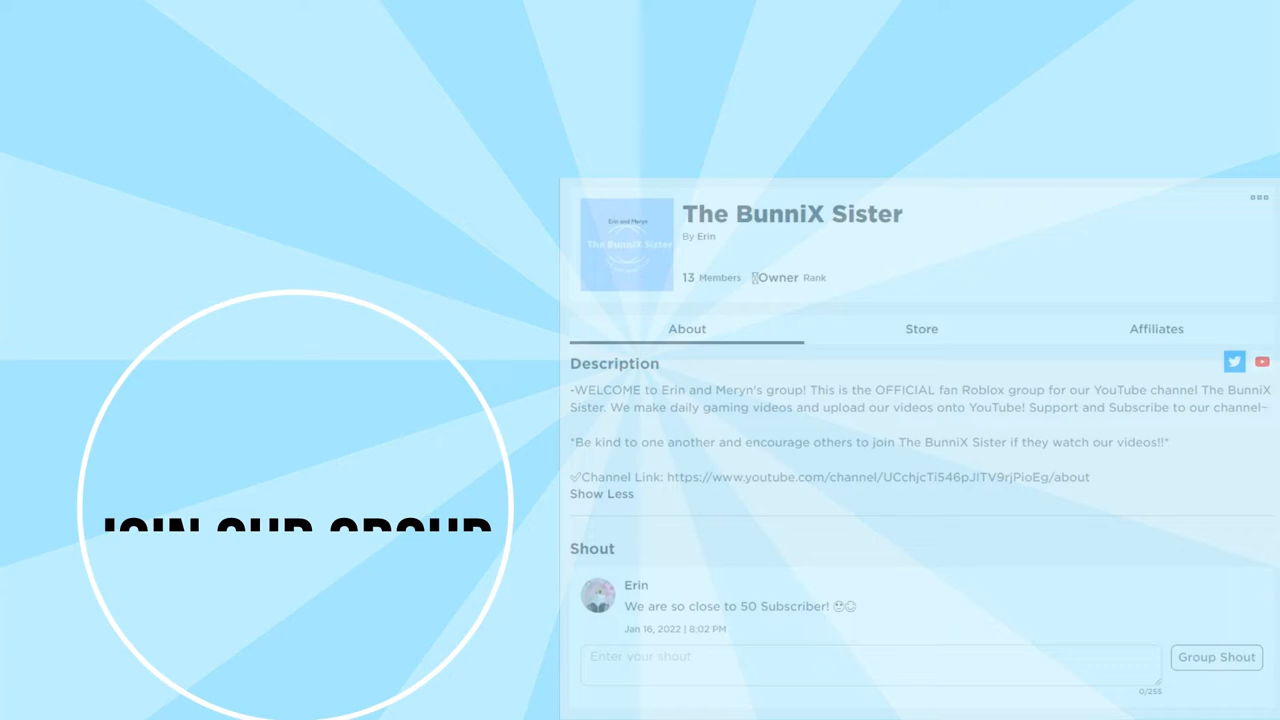 Erin and Meryn
The BunniX Sister
The BunniX Sister
By Erin
13 Members Owner Rank
About Store Affiliates
Description
-WELCOME to Erin and Meryn's group! This is the OFFICIAL fan Roblox group for our YouTube channel The BunniX
Sister. We make daily gaming videos and upload our videos onto YouTube! Support and Subscribe to our channel~
*Be kind to one another and encourage others to join The BunniX Sister if they watch our videos!!*
✅Channel Link: https://www.youtube.com/channel/UCchjcTi546pJlTV9rjPioEg/about
Show Less
JOIN OUR GROUP
Shout
Erin
We are so close to 50 Subscriber!
Jan 16, 2022 | 8:02 PM
Enter your shout
Group Shout
0/255